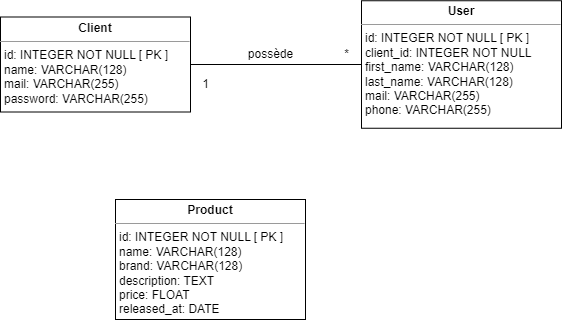 Client
id: INTEGER NOT NULL [ PK ]
name: VARCHAR(128)
mail: VARCHAR(255)
password: VARCHAR(255)
possède
1
*
User
id: INTEGER NOT NULL [ PK ]
client_id: INTEGER NOT NULL
first_name: VARCHAR(128)
last_name: VARCHAR(128)
mail: VARCHAR(255)
phone: VARCHAR(255)
Product
id: INTEGER NOT NULL [ PK ]
name: VARCHAR(128)
brand: VARCHAR(128)
description: TEXT
price: FLOAT
released_at: DATE